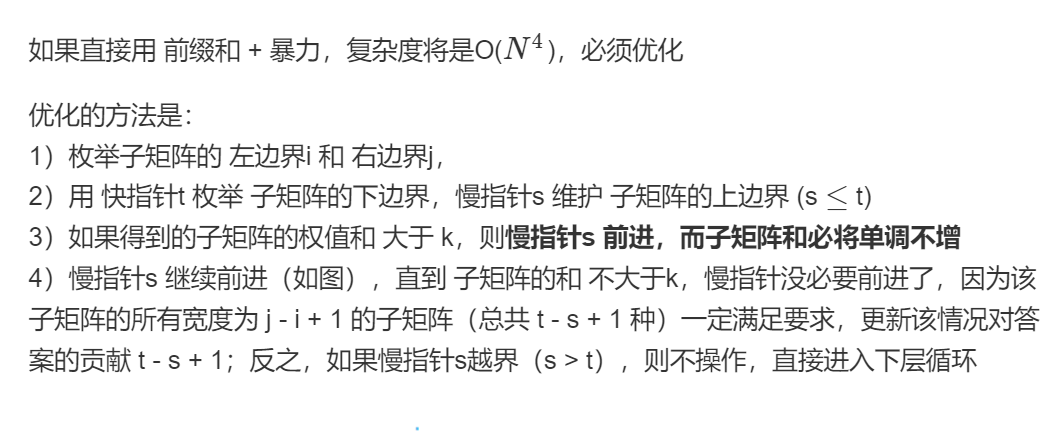 如果直接用 前缀和 + 暴力，复杂度将是O(N⁴)，必须优化
优化的方法是：
1）枚举子矩阵的 左边界i 和 右边界j，
2）用 快指针t 枚举 子矩阵的下边界，慢指针s 维护 子矩阵的上边界 (s ≤ t)
3）如果得到的子矩阵的权值和 大于 k，则慢指针s 前进，而子矩阵和必将单调不增
4）慢指针s 继续前进（如图），直到 子矩阵的和 不大于k，慢指针没必要前进了，因为该
子矩阵的所有宽度为 j - i + 1 的子矩阵（总共 t - s + 1 种）一定满足要求，更新该情况对答
案的贡献 t - s + 1；反之，如果慢指针s越界（s > t），则不操作，直接进入下层循环